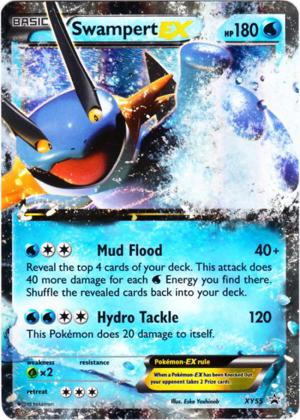 BASIC
Swampert EX
HP 180
Mud Flood 40+
Reveal the top 4 cards of your deck. This attack does
40 more damage for each Energy you find there.
Shuffle the revealed cards back into your deck.
Hydro Tackle 120
This Pokémon does 20 damage to itself.
weakness resistance
×2
retreat
Pokémon-EX rule
When a Pokémon-EX has been Knocked Out,
your opponent takes 2 Prize cards.
Illus. Eske Yoshinob
XY55